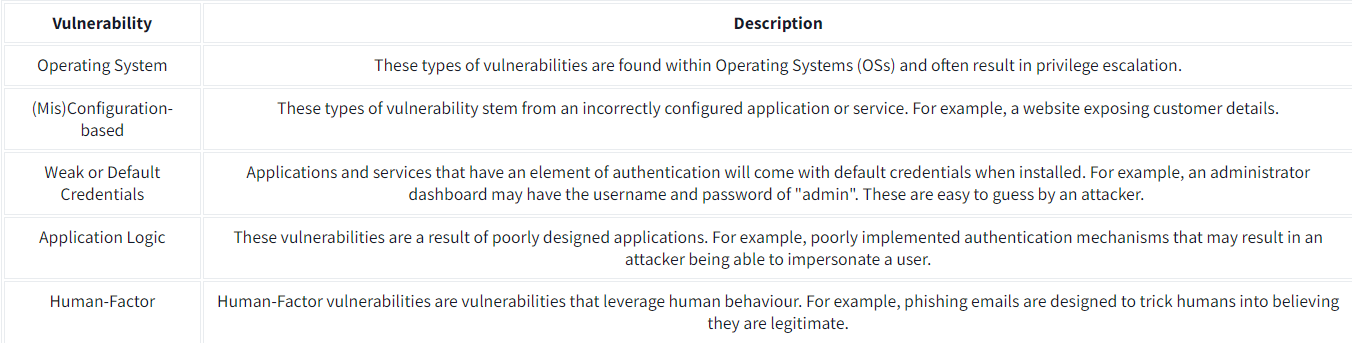 Vulnerability
Description
Operating System
These types of vulnerabilities are found within Operating Systems (OSs) and often result in privilege escalation.
(Mis)Configuration-
based
These types of vulnerability stem from an incorrectly configured application or service. For example, a website exposing customer details.
Weak or Default
Credentials
Applications and services that have an element of authentication will come with default credentials when installed. For example, an administrator
dashboard may have the username and password of "admin". These are easy to guess by an attacker.
Application Logic
These vulnerabilities are a result of poorly designed applications. For example, poorly implemented authentication mechanisms that may result in an
attacker being able to impersonate a user.
Human-Factor
Human-Factor vulnerabilities are vulnerabilities that leverage human behaviour. For example, phishing emails are designed to trick humans into believing
they are legitimate.